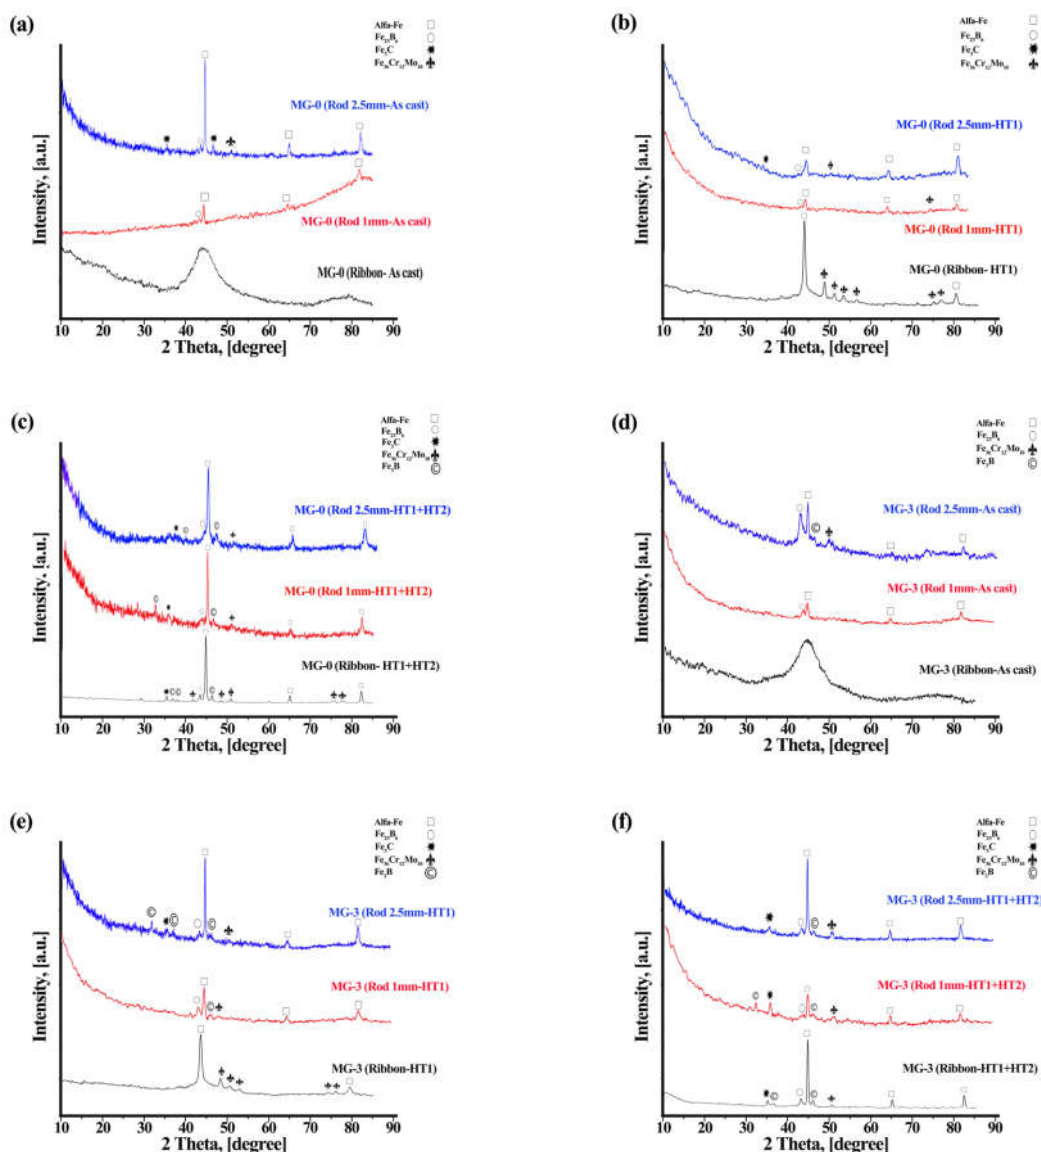 (a)
Alfa-Fe
Fe₂₃B₆
Fe₃C
Fe₃₆Cr₁₂Mo₁₀
MG-0 (Rod 2.5mm-As cast)
MG-0 (Rod 1mm-As cast)
MG-0 (Ribbon- As cast)
Intensity, [a.u.]
10 20 30 40 50 60 70 80 90
2 Theta, [degree]
(b)
Alfa-Fe
Fe₂₃B₆
Fe₃C
Fe₃₆Cr₁₂Mo₁₀
MG-0 (Rod 2.5mm-HT1)
MG-0 (Rod 1mm-HT1)
MG-0 (Ribbon- HT1)
Intensity, [a.u.]
10 20 30 40 50 60 70 80 90
2 Theta, [degree]
(c)
Alfa-Fe
Fe₂₃B₆
Fe₃C
Fe₃₆Cr₁₂Mo₁₀
Fe₃B
MG-0 (Rod 2.5mm-HT1+HT2)
MG-0 (Rod 1mm-HT1+HT2)
MG-0 (Ribbon- HT1+HT2)
Intensity, [a.u.]
10 20 30 40 50 60 70 80 90
2 Theta, [degree]
(d)
Alfa-Fe
Fe₂₃B₆
Fe₃₆Cr₁₂Mo₁₀
Fe₃B
MG-3 (Rod 2.5mm-As cast)
MG-3 (Rod 1mm-As cast)
MG-3 (Ribbon-As cast)
Intensity, [a.u.]
10 20 30 40 50 60 70 80 90
2 Theta, [degree]
(e)
Alfa-Fe
Fe₂₃B₆
Fe₃C
Fe₃₆Cr₁₂Mo₁₀
Fe₃B
MG-3 (Rod 2.5mm-HT1)
MG-3 (Rod 1mm-HT1)
MG-3 (Ribbon-HT1)
Intensity, [a.u.]
10 20 30 40 50 60 70 80 90
2 Theta, [degree]
(f)
Alfa-Fe
Fe₂₃B₆
Fe₃C
Fe₃₆Cr₁₂Mo₁₀
Fe₃B
MG-3 (Rod 2.5mm-HT1+HT2)
MG-3 (Rod 1mm-HT1+HT2)
MG-3 (Ribbon-HT1+HT2)
Intensity, [a.u.]
10 20 30 40 50 60 70 80 90
2 Theta, [degree]